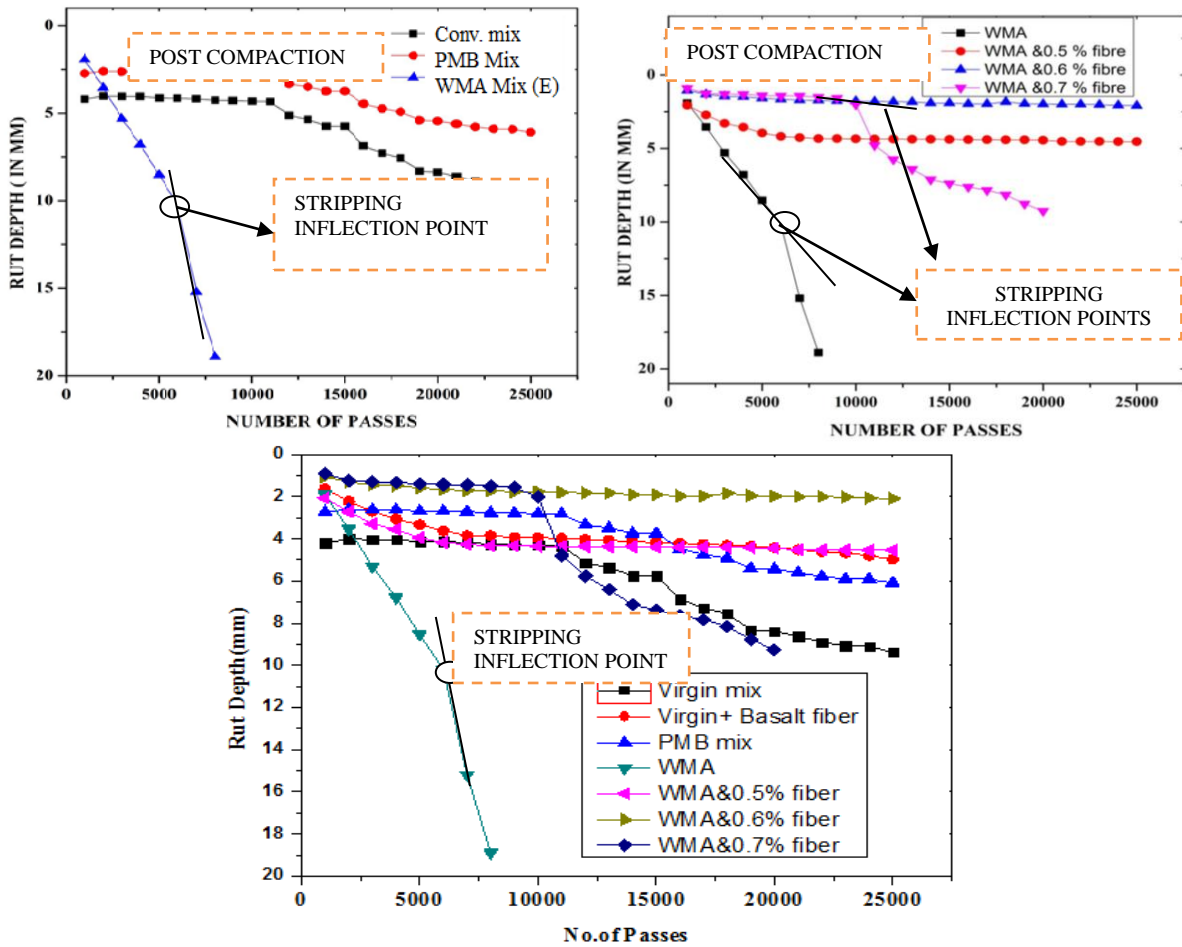 0
5
10
15
20
RUT DEPTH ( IN MM)
POST COMPACTION
Conv. mix
PMB Mix
WMA Mix (E)
STRIPPING
INFLECTION POINT
0 5000 10000 15000 20000 25000
NUMBER OF PASSES
0
5
10
15
20
RUT DEPTH (IN MM)
POST COMPACTION
WMA
WMA &0.5 % fibre
WMA &0.6 % fibre
WMA &0.7 % fibre
STRIPPING
INFLECTION POINTS
0 5000 10000 15000 20000 25000
NUMBER OF PASSES
0
2
4
6
8
10
12
14
16
18
20
Rut Depth(mm)
STRIPPING
INFLECTION POINT
Virgin mix
Virgin+ Basalt fiber
PMB mix
WMA
WMA&0.5% fiber
WMA&0.6% fiber
WMA&0.7% fiber
0 5000 10000 15000 20000 25000
No.of Passes